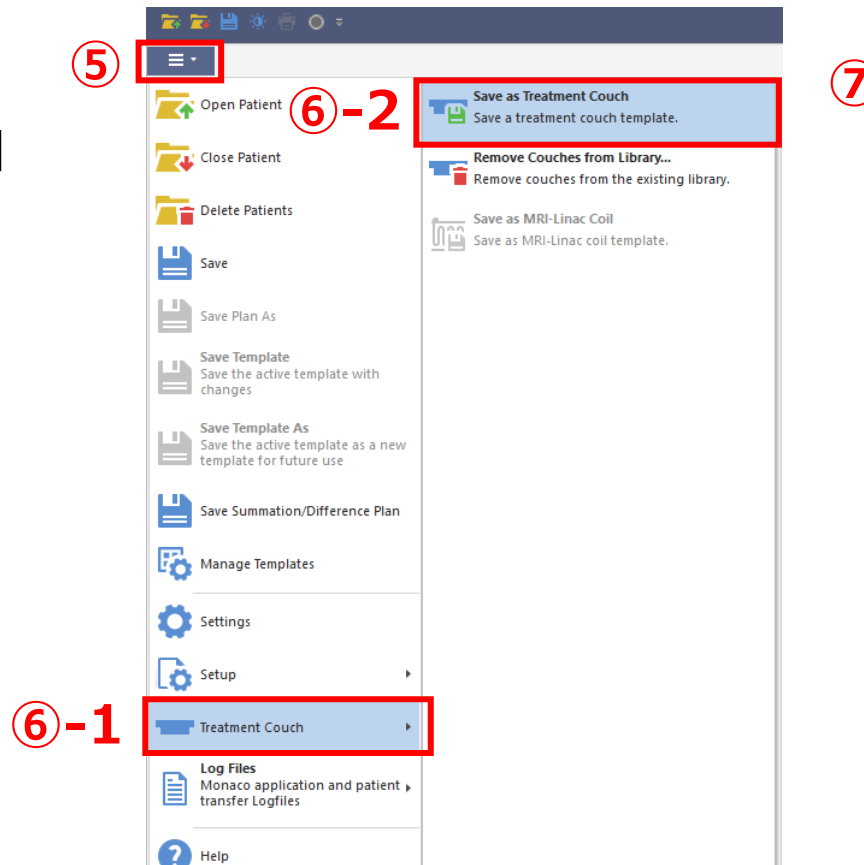 ⑤
⑦
Open Patient
⑥-2
Save as Treatment Couch
Save a treatment couch template.
Close Patient
Remove Couches from Library...
Remove couches from the existing library.
Delete Patients
Save as MRI-Linac Coil
Save as MRI-Linac coil template.
Save
Save Plan As
Save Template
Save the active template with
changes
Save Template As
Save the active template as a new
template for future use
Save Summation/Difference Plan
Manage Templates
Settings
Setup
⑥-1
Treatment Couch
Log Files
Monaco application and patient
transfer Logfiles
Help